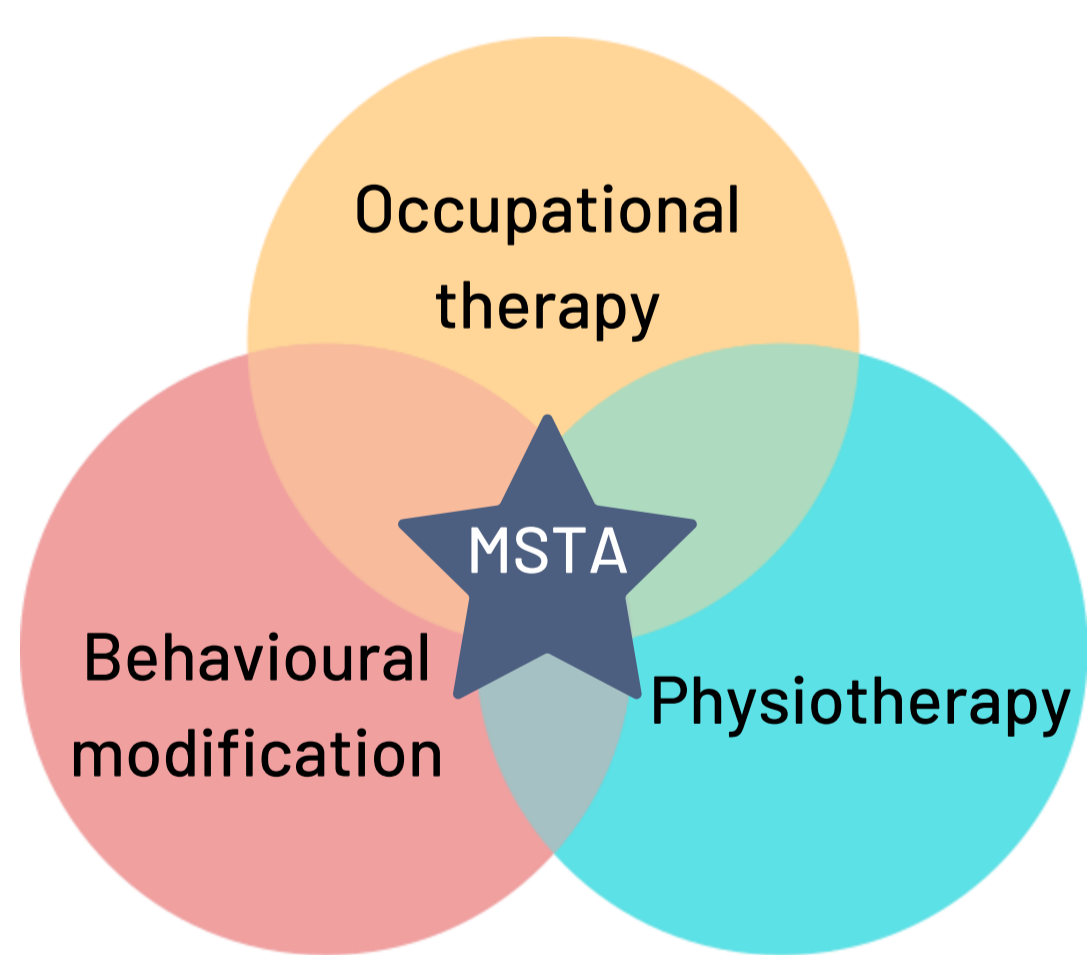 Occupational
therapy
MSTA
Behavioural
modification
Physiotherapy